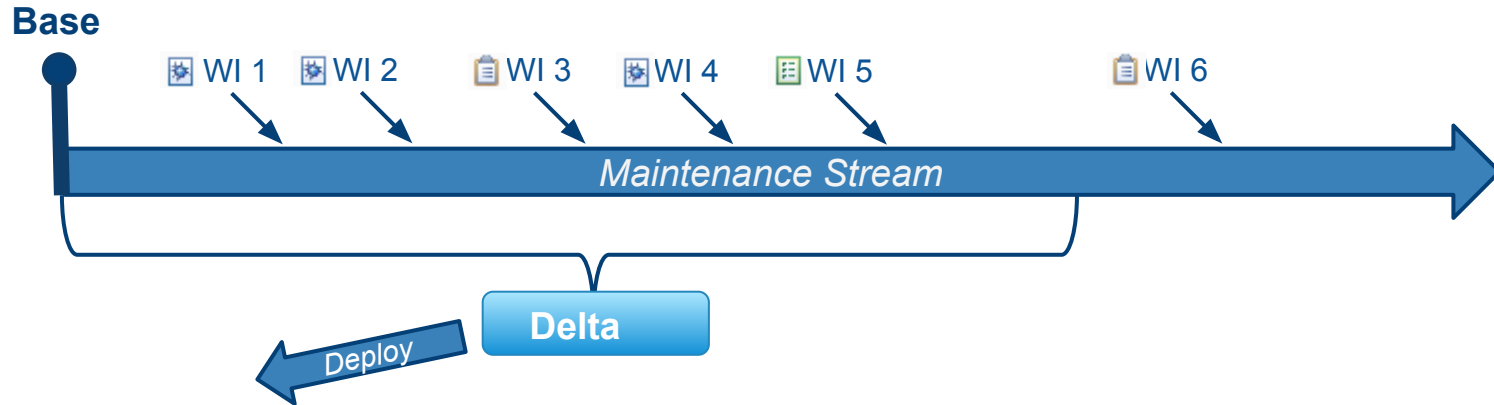 Base
WI 1 WI 2 WI 3 WI 4 WI 5 WI 6
Maintenance Stream
Delta
Deploy